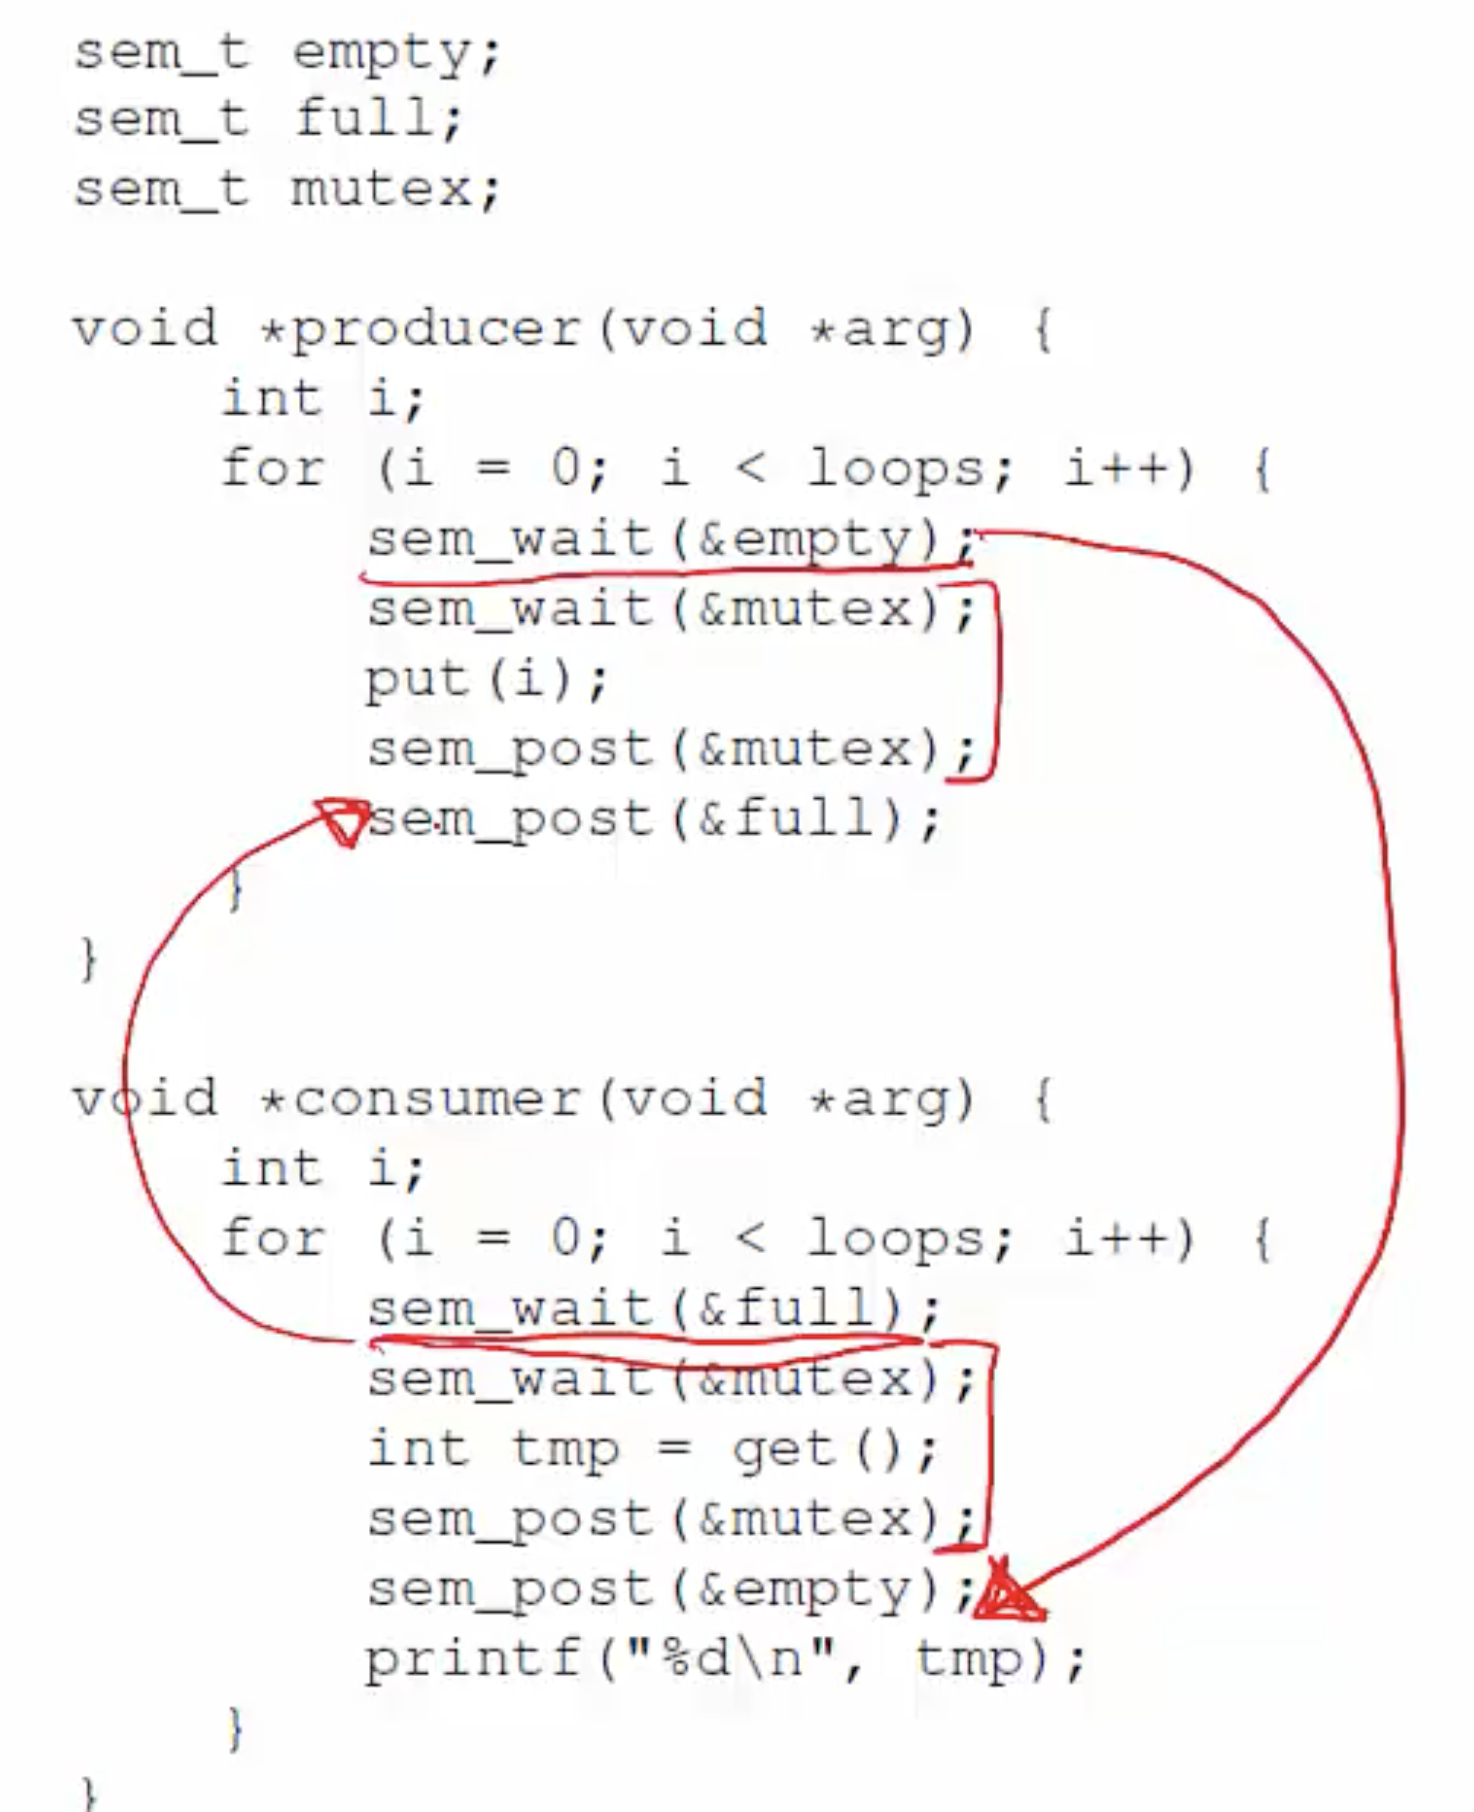 sem_t empty;
sem_t full;
sem_t mutex;
void *producer(void *arg) {
int i;
for (i = 0; i < loops; i++) {
sem_wait(&empty);
sem_wait(&mutex);
put(i);
sem_post(&mutex);
sem_post(&full);
}
}
void *consumer(void *arg) {
int i;
for (i = 0; i < loops; i++) {
sem_wait(&full);
sem_wait(&mutex);
int tmp = get();
sem_post(&mutex);
sem_post(&empty);
printf("%d\n", tmp);
}
}